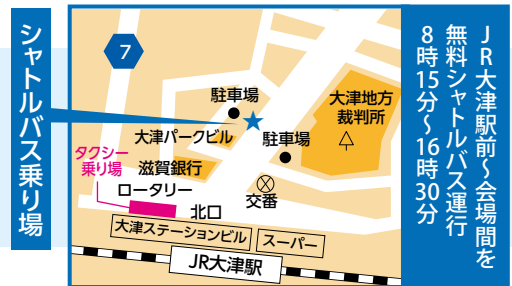 JR大津駅前～会場間を
無料シャトルバス運行
8時15分～16時30分
シャトルバス乗り場
7
駐車場
大津地方
裁判所
大津パークビル
駐車場
タクシー
乗り場
滋賀銀行
ロータリー
交番
北口
大津ステーションビル
スーパー
JR大津駅